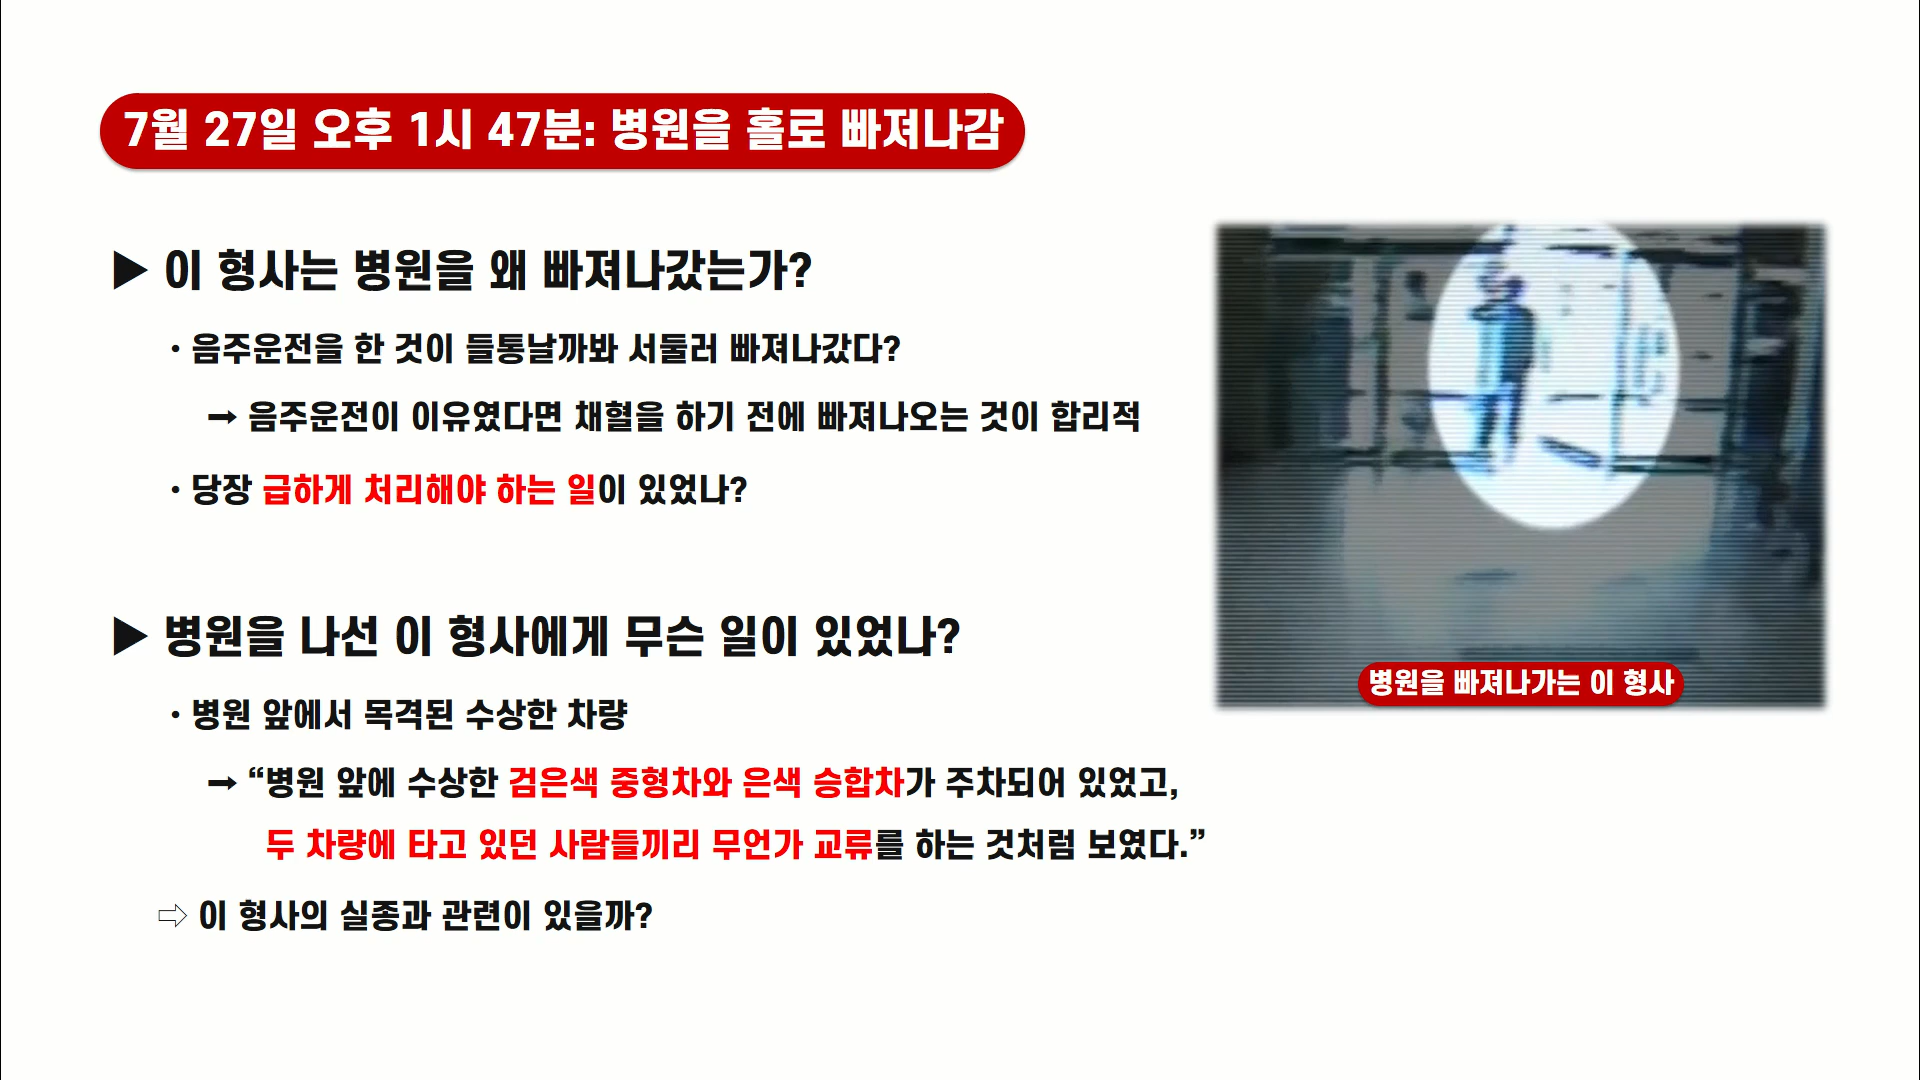 7월 27일 오후 1시 47분: 병원을 홀로 빠져나감
▶ 이 형사는 병원을 왜 빠져나갔는가?
· 음주운전을 한 것이 들통날까봐 서둘러 빠져나갔다?
➞ 음주운전이 이유였다면 채혈을 하기 전에 빠져나오는 것이 합리적
· 당장 급하게 처리해야 하는 일이 있었나?
▶ 병원을 나선 이 형사에게 무슨 일이 있었나?
· 병원 앞에서 목격된 수상한 차량
➞ “병원 앞에 수상한 검은색 중형차와 은색 승합차가 주차되어 있었고,
두 차량에 타고 있던 사람들끼리 무언가 교류를 하는 것처럼 보였다.”
⇨ 이 형사의 실종과 관련이 있을까?
병원을 빠져나가는 이 형사